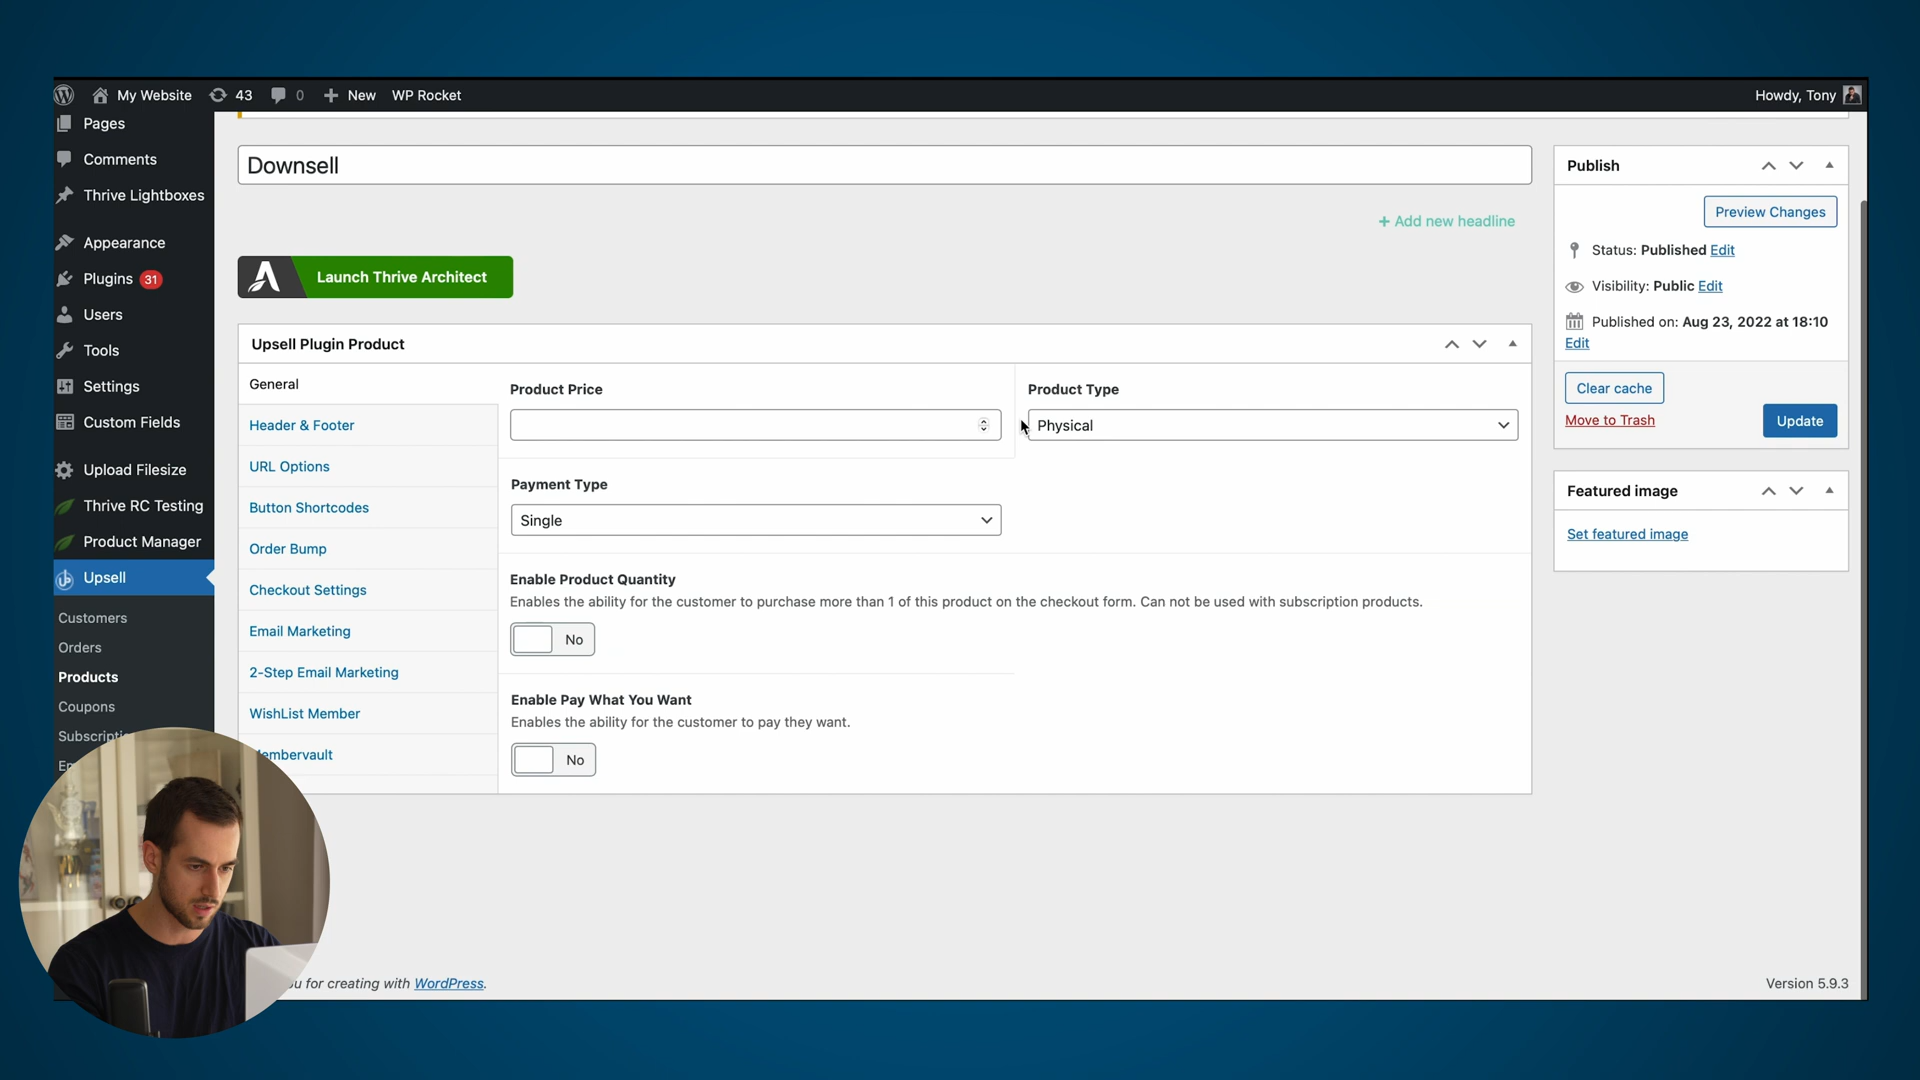 My Website 43 0 New WP Rocket Howdy, Tony
Pages
Comments
Thrive Lightboxes
Appearance
Plugins 31
Users
Tools
Settings
Custom Fields
Upload Filesize
Thrive RC Testing
Product Manager
Upsell
Customers
Orders
Products
Coupons
Downsell
+ Add new headline
Launch Thrive Architect
Upsell Plugin Product
General
Header & Footer
URL Options
Button Shortcodes
Order Bump
Checkout Settings
Email Marketing
2-Step Email Marketing
WishList Member
Product Price
Product Type
Physical
Payment Type
Single
Enable Product Quantity
Enables the ability for the customer to purchase more than 1 of this product on the checkout form. Can not be used with subscription products.
No
Enable Pay What You Want
Enables the ability for the customer to pay they want.
No
Publish
Preview Changes
Status: Published Edit
Visibility: Public Edit
Published on: Aug 23, 2022 at 18:10
Edit
Clear cache
Move to Trash
Update
Featured image
Set featured image
for creating with WordPress.
Version 5.9.3